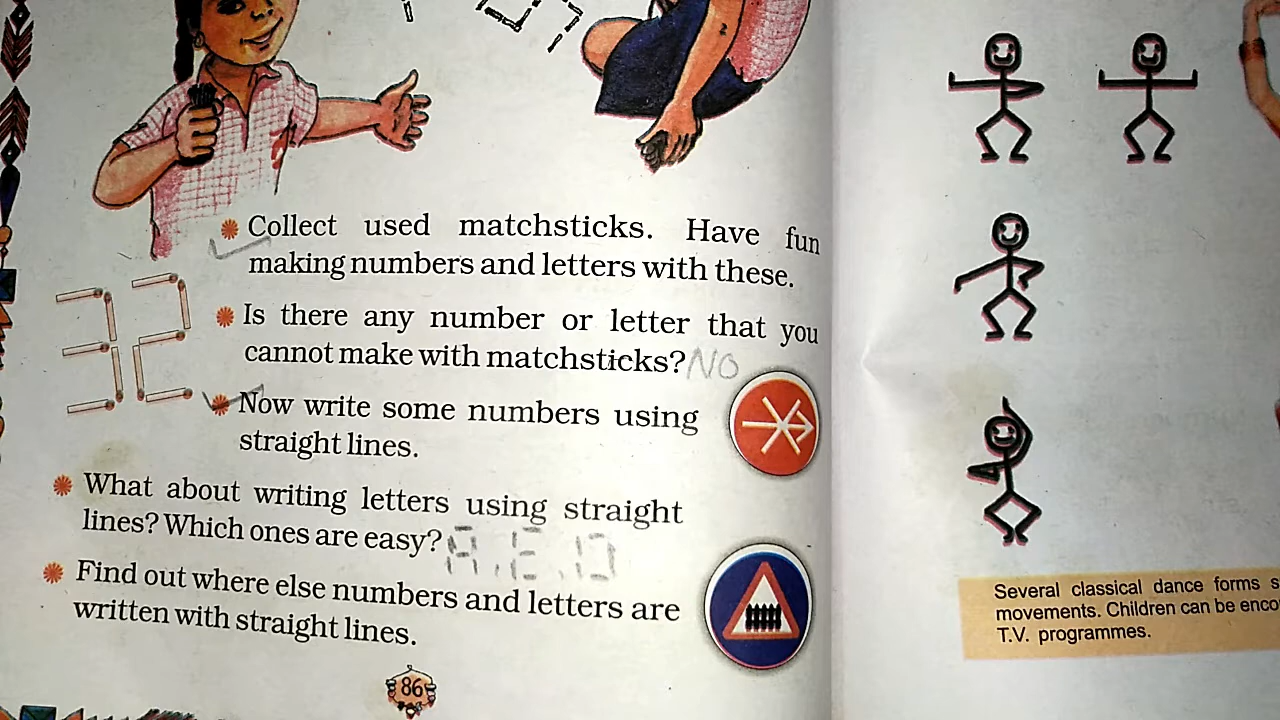 Collect used matchsticks. Have fun
making numbers and letters with these.
32
Is there any number or letter that you
cannot make with matchsticks? NO
Now write some numbers using
straight lines.
What about writing letters using straight
lines? Which ones are easy? A, E, D
Find out where else numbers and letters are
written with straight lines.
86
Several classical dance forms s
movements. Children can be enco
T.V. programmes.